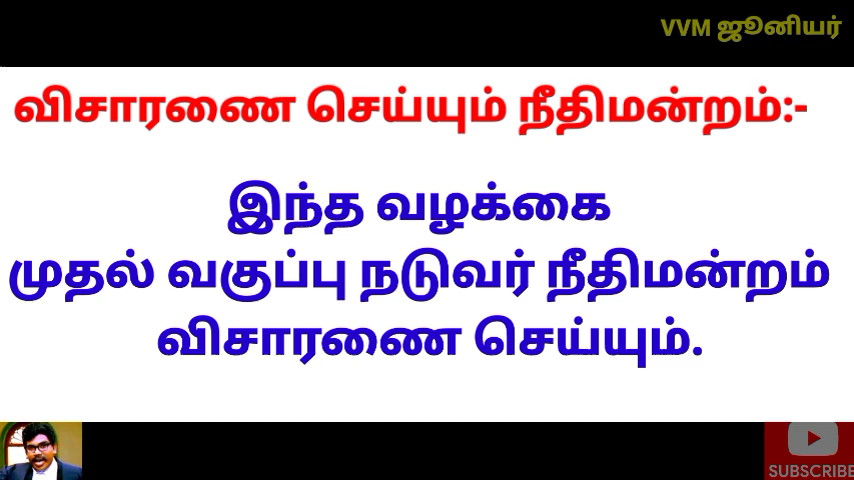 VVM ஜூனியர்
விசாரணை செய்யும் நீதிமன்றம்:-
இந்த வழக்கை
முதல் வகுப்பு நடுவர் நீதிமன்றம்
விசாரணை செய்யும்.
SUBSCRIBE